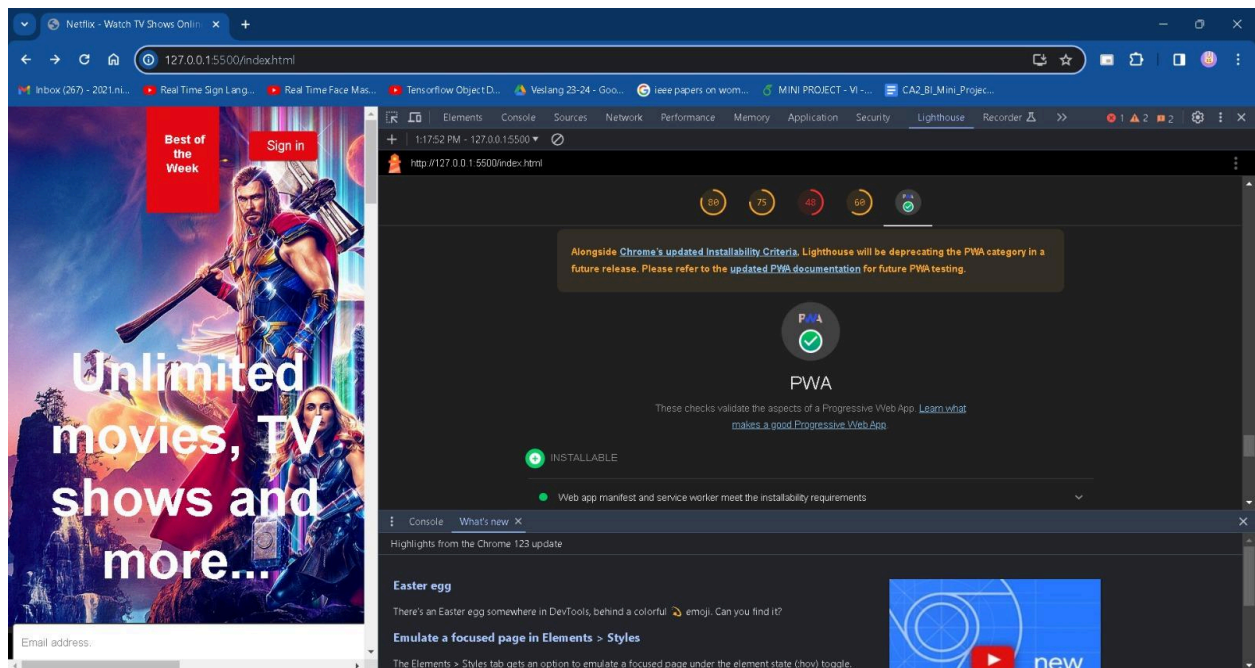 Netflix - Watch TV Shows Onlin
127.0.0.1:5500/index.html
Inbox (267) - 2021.ni...
Real Time Sign Lang...
Real Time Face Mas...
Tensorflow Object D...
Veslang 23-24 - Goo...
ieee papers on wom...
MINI PROJECT - VI -...
CA2_BI_Mini_Projec...
Best of
the
Week
Sign in
Unlimited
movies, TV
shows and
more...
Email address.
Elements Console Sources Network Performance Memory Application Security Lighthouse Recorder >> 1 2 2
1:17:52 PM - 127.0.0.1:5500
http://127.0.0.1:5500/index.html
80 75 48 60
Alongside Chrome's updated Installability Criteria, Lighthouse will be deprecating the PWA category in a
future release. Please refer to the updated PWA documentation for future PWA testing.
PWA
PWA
These checks validate the aspects of a Progressive Web App. Learn what
makes a good Progressive Web App.
INSTALLABLE
Web app manifest and service worker meet the installability requirements
Console What's new
Highlights from the Chrome 123 update
Easter egg
There's an Easter egg somewhere in DevTools, behind a colorful 💫 emoji. Can you find it?
Emulate a focused page in Elements > Styles
The Elements > Styles tab gets an option to emulate a focused page under the element state (:hov) toggle.
new